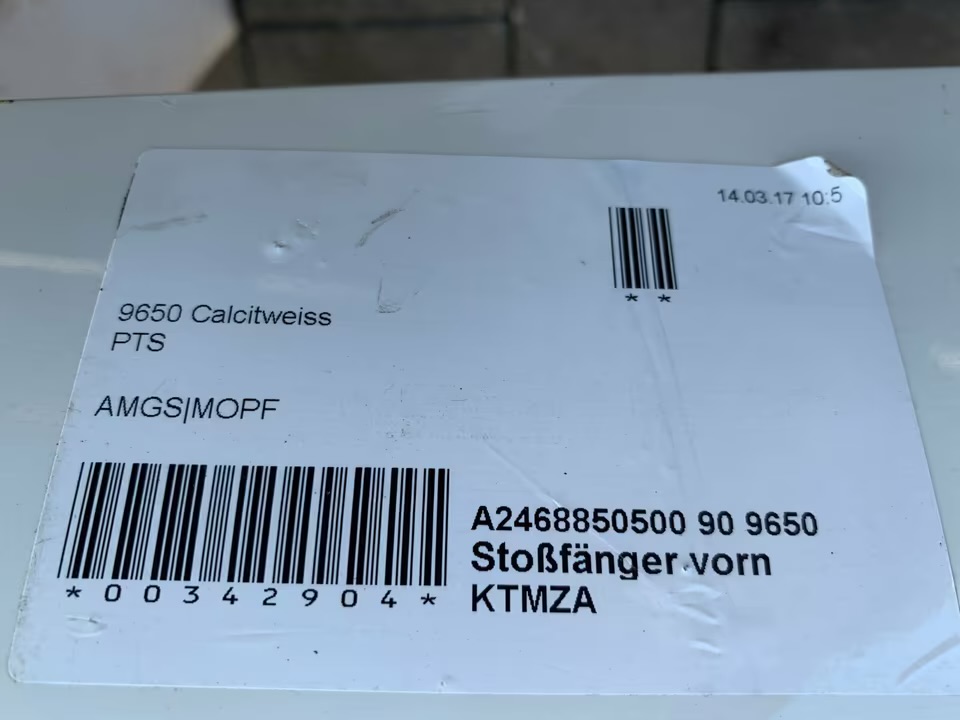 14.03.17 10:5
* *
9650 Calcitweiss
PTS
AMGS|MOPF
*00342904*
A2468850500 90 9650
Stoßfänger vorn
KTMZA